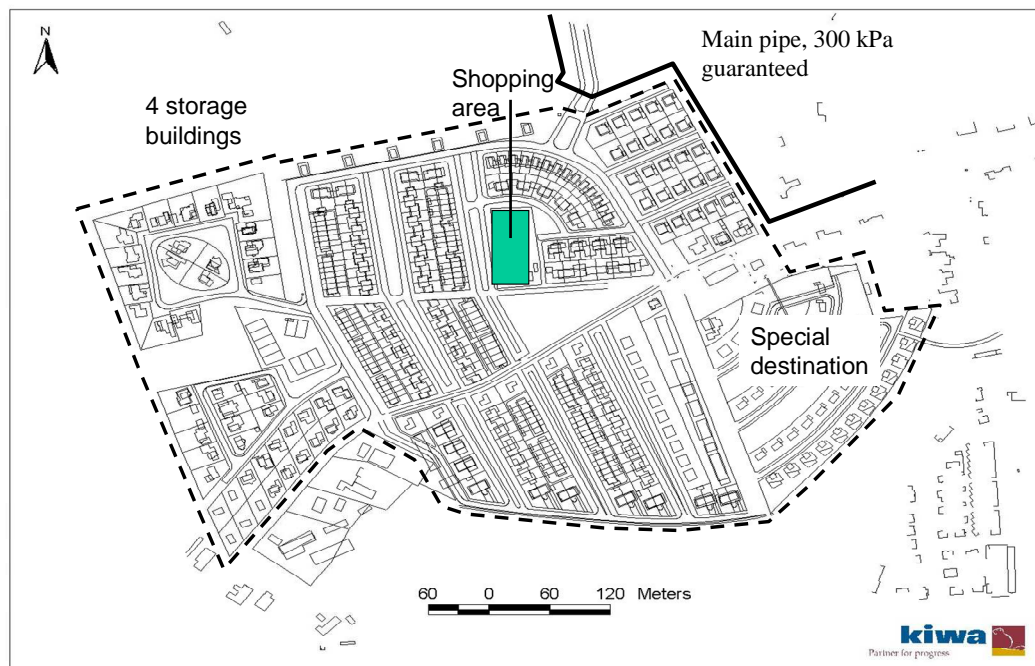 N
Main pipe, 300 kPa
guaranteed
Shopping
area
4 storage
buildings
Special
destination
60 0 60 120 Meters
kiwa
Partner for progress